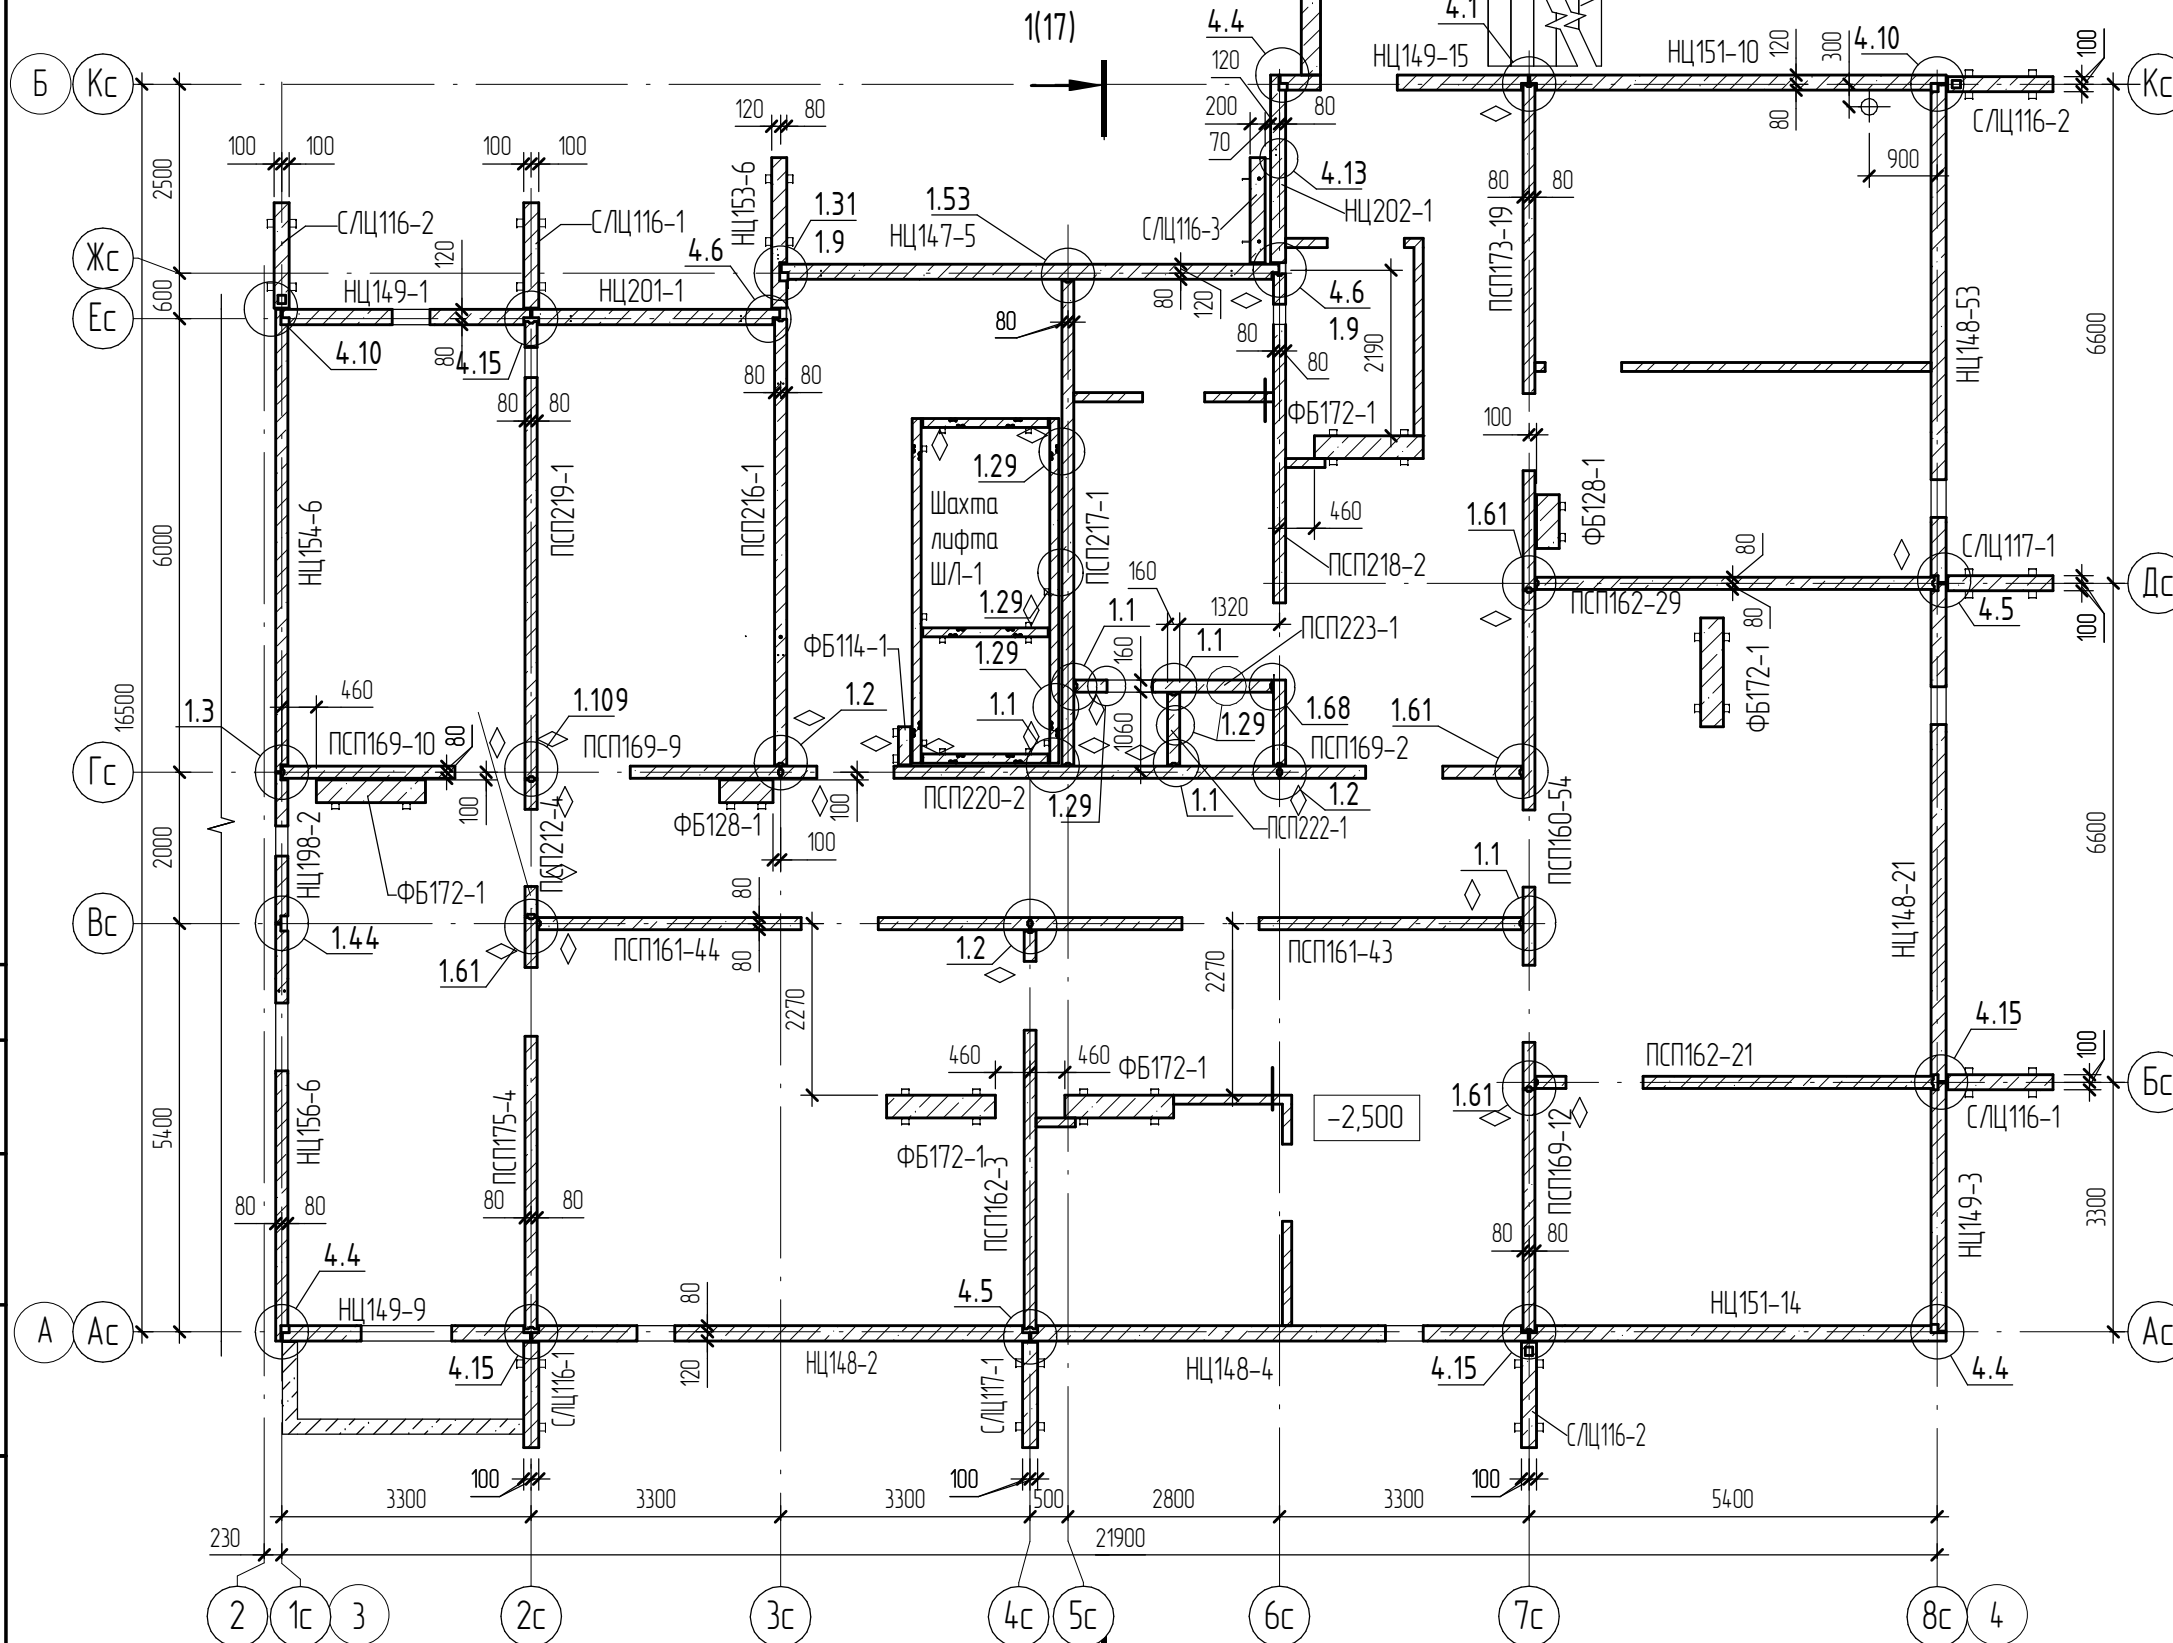 1(17)
4.4
4.1
НЦ149-15
НЦ151-10
120
300
4.10
100
Б
Кс
Кс
120
120
80
200
80
70
80
СЛЦ116-2
900
100
100
100
100
2500
НЦ153-6
4.13
80
80
СЛЦ116-2
СЛЦ116-1
1.31
1.9
1.53
НЦ147-5
СЛЦ116-3
НЦ202-1
ПСП173-19
4.6
120
Жс
600
Ес
НЦ149-1
НЦ201-1
80
120
4.6
1.9
НЦ148-53
6600
80
4.10
80
4.15
80
80
2190
80
80
80
80
ФБ172-1
100
НЦ154-6
6000
ПСП219-1
ПСП216-1
1.29
Шахта
лифта
ШЛ-1
ПСП217-1
460
ФБ128-1
1.61
80
СЛЦ117-1
ПСП218-2
160
Дс
1.29
1.1
1320
ПСП162-29
80
4.5
100
ПСП223-1
ФБ114-1
1.29
160
1.1
16500
460
1.3
1.109
1.2
1.1
1060
1.29
1.68
1.61
ФБ172-1
ПСП169-10
80
ПСП169-9
ПСП169-2
Гс
100
100
ПСП220-2
1.29
1.1
1.2
ФБ128-1
ПСП222-1
ПСП160-54
2000
НЦ198-2
ПСП212-4
100
6600
ФБ172-1
1.1
НЦ148-21
80
Вс
1.44
1.61
ПСП161-44
80
1.2
ПСП161-43
2270
2270
4.15
100
460
460
ФБ172-1
ПСП162-21
Бс
5400
НЦ156-6
ПСП175-4
-2,500
1.61
СЛЦ116-1
ФБ172-1
ПСП162-3
ПСП169-12
НЦ149-3
3300
80
80
80
80
80
80
4.4
НЦ149-9
80
4.5
НЦ151-14
А
Ас
Ас
4.15
СЛЦ116-1
120
НЦ148-2
СЛЦ117-1
НЦ148-4
4.15
4.4
СЛЦ116-2
100
100
100
3300
3300
3300
500
2800
3300
5400
230
21900
2
1с
3
2с
3с
4с
5с
6с
7с
8с
4